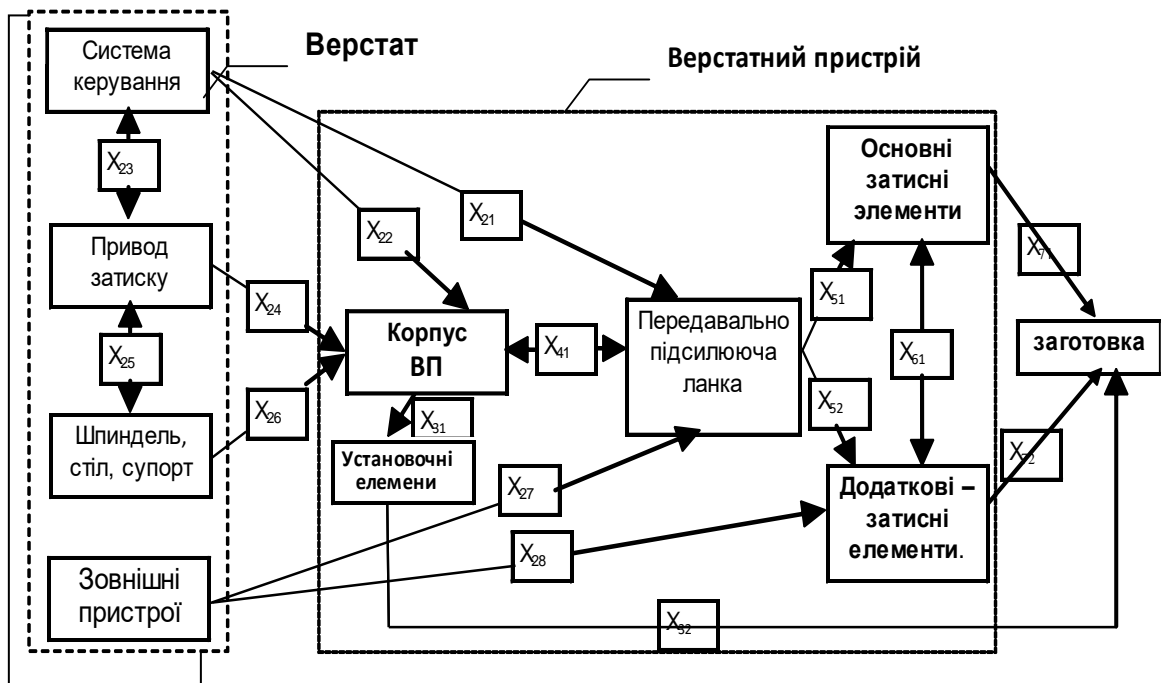 Верстат
Верстатний пристрій
Система
керування
X23
Привод
затиску
X25
Шпиндель,
стіл, супорт
Зовнішні
пристрої
X22
X21
X24
X26
Корпус
ВП
X41
X31
Установочні
елемени
X27
X28
Передавально
підсилююча
ланка
X51
X52
Основні
затисні
элементи
X61
Додаткові –
затисні
елементи.
X71
X72
заготовка
X32